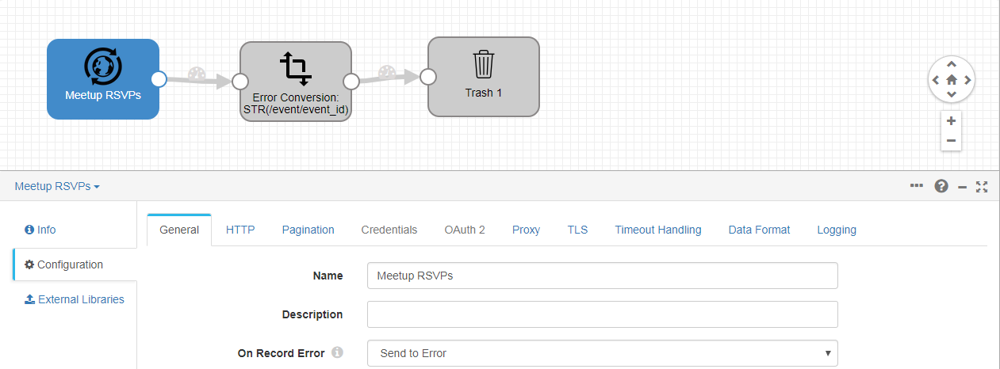 Meetup RSVPs
Error Conversion:
STR(/event/event_id)
Trash 1
Meetup RSVPs
Info
Configuration
External Libraries
General HTTP Pagination Credentials OAuth 2 Proxy TLS Timeout Handling Data Format Logging
Name Meetup RSVPs
Description
On Record Error Send to Error